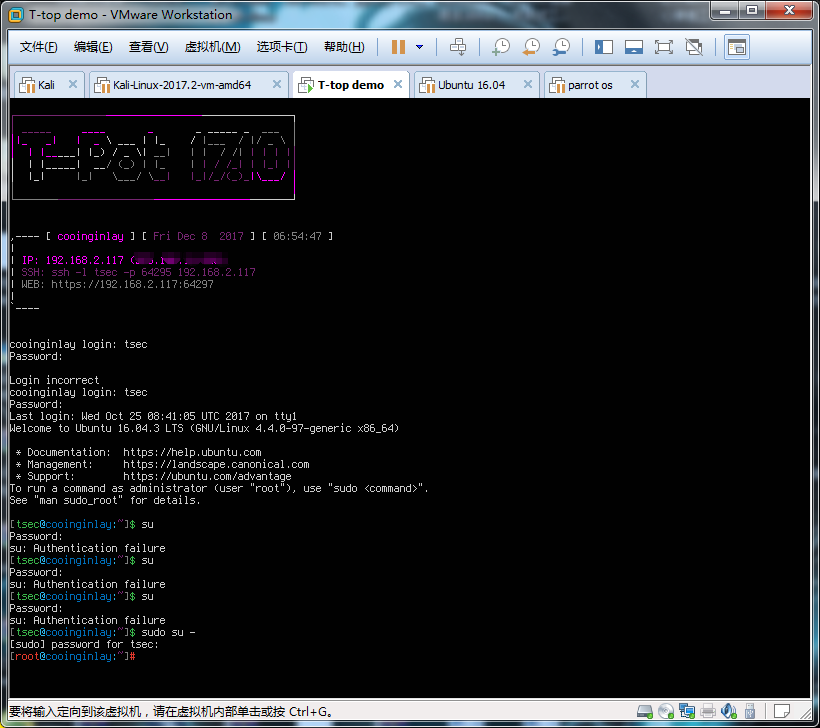 T-top demo - VMware Workstation
文件(F) 编辑(E) 查看(V) 虚拟机(M) 选项卡(T) 帮助(H)
Kali Kali-Linux-2017.2-vm-amd64 T-top demo Ubuntu 16.04 parrot os
T-Pot 17.10
,---- [ cooinginlay ] [ Fri Dec 8 2017 ] [ 06:54:47 ]
|
| IP: 192.168.2.117 (
| SSH: ssh -l tsec -p 64295 192.168.2.117
| WEB: https://192.168.2.117:64297
|
`----
cooinginlay login: tsec
Password:
Login incorrect
cooinginlay login: tsec
Password:
Last login: Wed Oct 25 08:41:05 UTC 2017 on tty1
Welcome to Ubuntu 16.04.3 LTS (GNU/Linux 4.4.0-97-generic x86_64)
* Documentation: https://help.ubuntu.com
* Management: https://landscape.canonical.com
* Support: https://ubuntu.com/advantage
To run a command as administrator (user "root"), use "sudo <command>".
See "man sudo_root" for details.
[tsec@cooinginlay:~]$ su
Password:
su: Authentication failure
[tsec@cooinginlay:~]$ su
Password:
su: Authentication failure
[tsec@cooinginlay:~]$ su
Password:
su: Authentication failure
[tsec@cooinginlay:~]$ sudo su -
[sudo] password for tsec:
[root@cooinginlay:~]#
要将输入定向到该虚拟机，请在虚拟机内部单击或按 Ctrl+G。